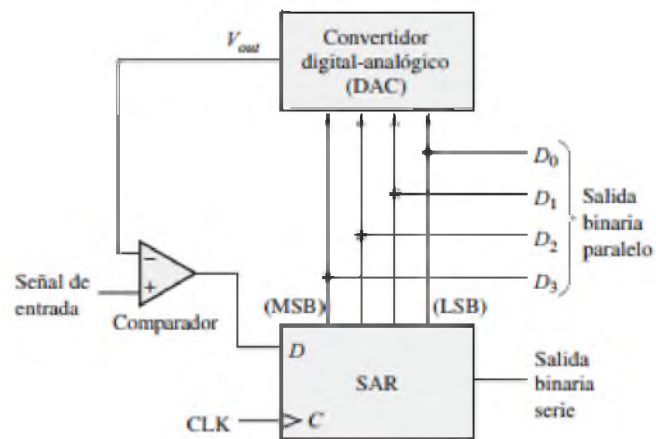 V_out
Convertidor
digital-analógico
(DAC)
D_0
D_1
D_2
D_3
Salida
binaria
paralelo
Señal de
entrada
−
+
Comparador
(MSB)
(LSB)
D
SAR
CLK
C
Salida
binaria
serie